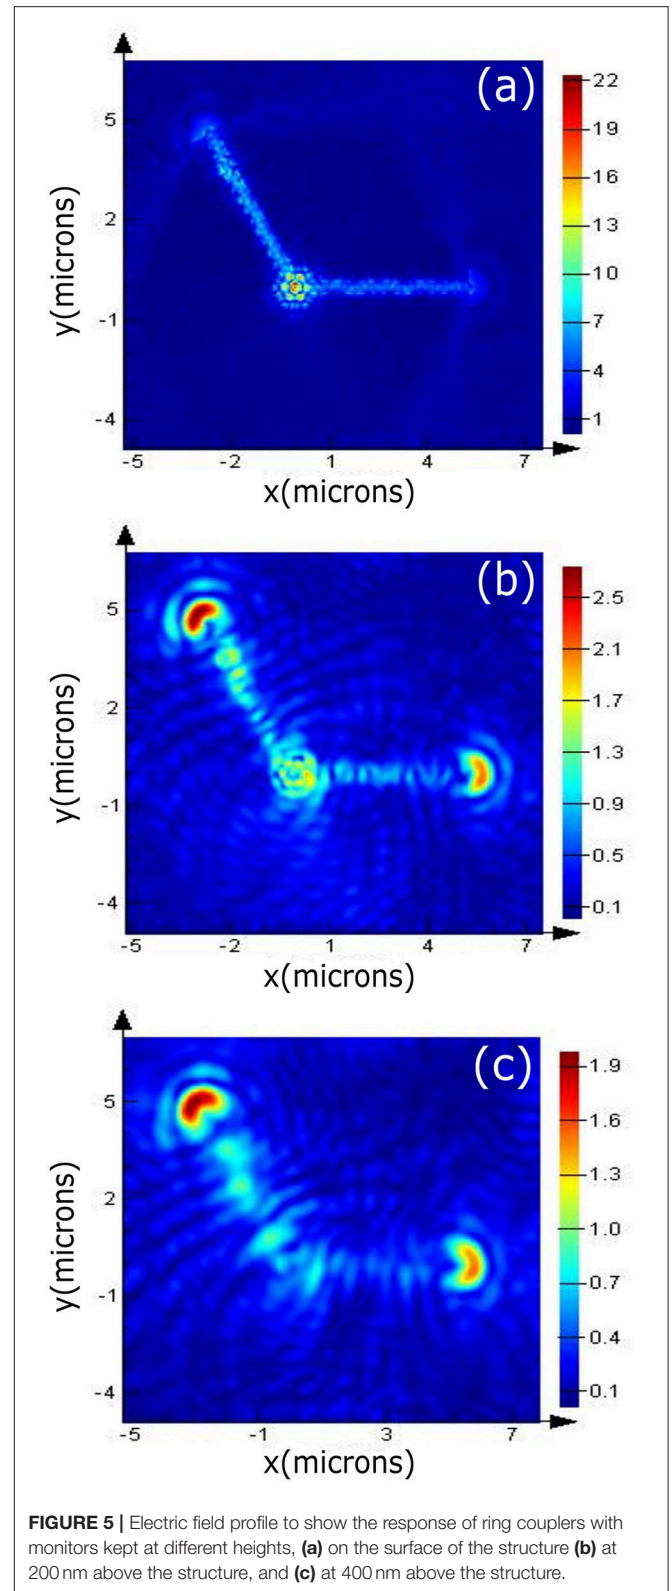 (a)
22
19
16
13
10
7
4
1
5
2
-1
-4
y(microns)
-5 -2 1 4 7
x(microns)
(b)
2.5
2.1
1.7
1.3
0.9
0.5
0.1
5
2
-1
-4
y(microns)
-5 -2 1 4 7
x(microns)
(c)
1.9
1.6
1.3
1.0
0.7
0.4
0.1
5
2
-1
-4
y(microns)
-5 -1 3 7
x(microns)
FIGURE 5 | Electric field profile to show the response of ring couplers with
monitors kept at different heights, (a) on the surface of the structure (b) at
200 nm above the structure, and (c) at 400 nm above the structure.